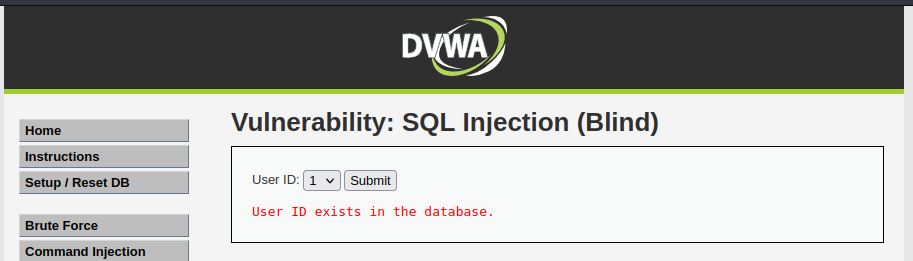 DVWA
Home
Instructions
Setup / Reset DB
Brute Force
Command Injection
Vulnerability: SQL Injection (Blind)
User ID: 1 Submit
User ID exists in the database.